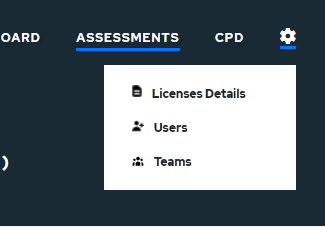 OARD ASSESSMENTS CPD
Licenses Details
Users
Teams
)